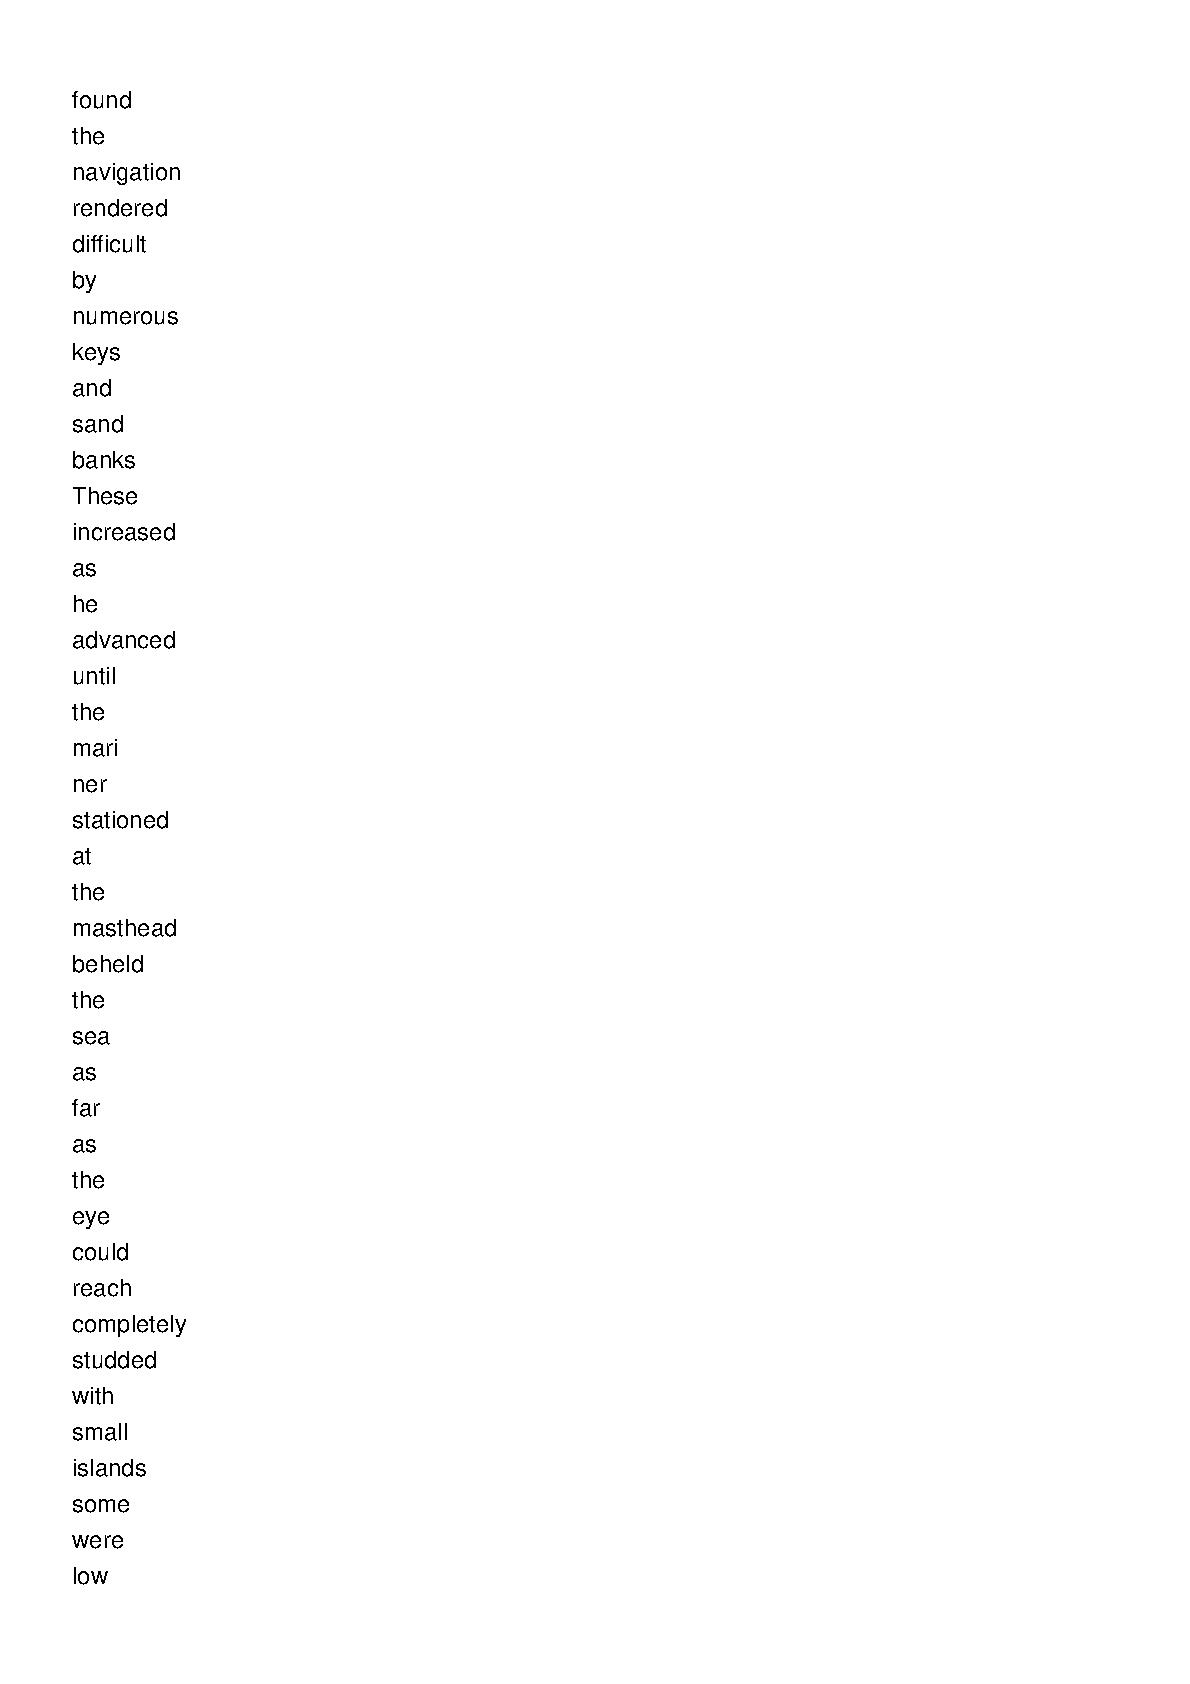 found
the
navigation
rendered
difficult
by
numerous
keys
and
sand
banks
These
increased
as
he
advanced
until
the
mari
ner
stationed
at
the
masthead
beheld
the
sea
as
far
as
the
eye
could
reach
completely
studded
with
small
islands
some
were
low